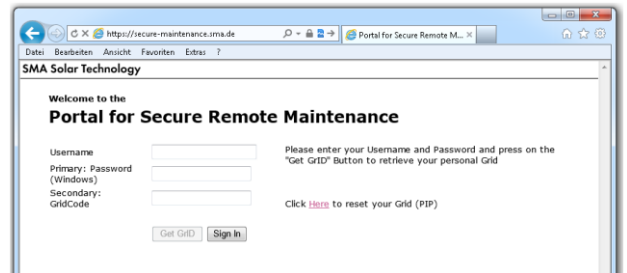 https://secure-maintenance.sma.de
Portal for Secure Remote M...
Datei Bearbeiten Ansicht Favoriten Extras ?
SMA Solar Technology
Welcome to the
Portal for Secure Remote Maintenance
Username
Please enter your Username and Password and press on the
"Get GrID" Button to retrieve your personal Grid
Primary: Password
(Windows)
Secondary:
GridCode
Click Here to reset your Grid (PIP)
Get GrID Sign In